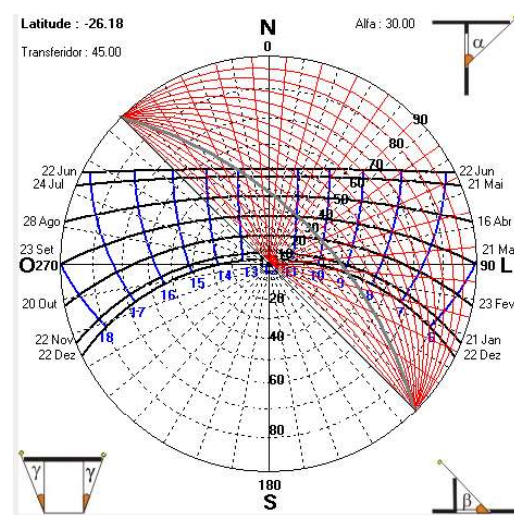 Latitude : -26.18
Transferidor : 45.00
N
0
Alfa : 30.00
α
90
80
70
60
50
40
30
20
10
22 Jun
24 Jul
28 Ago
23 Set
O 270
20 Out
22 Nov
22 Dez
22 Jun
21 Mai
16 Abr
21 Ma
90 L
23 Fev
21 Jan
22 Dez
18
17
16
15
14
13
12
11
10
9
8
7
6
20
40
60
80
180
S
γ
γ
β